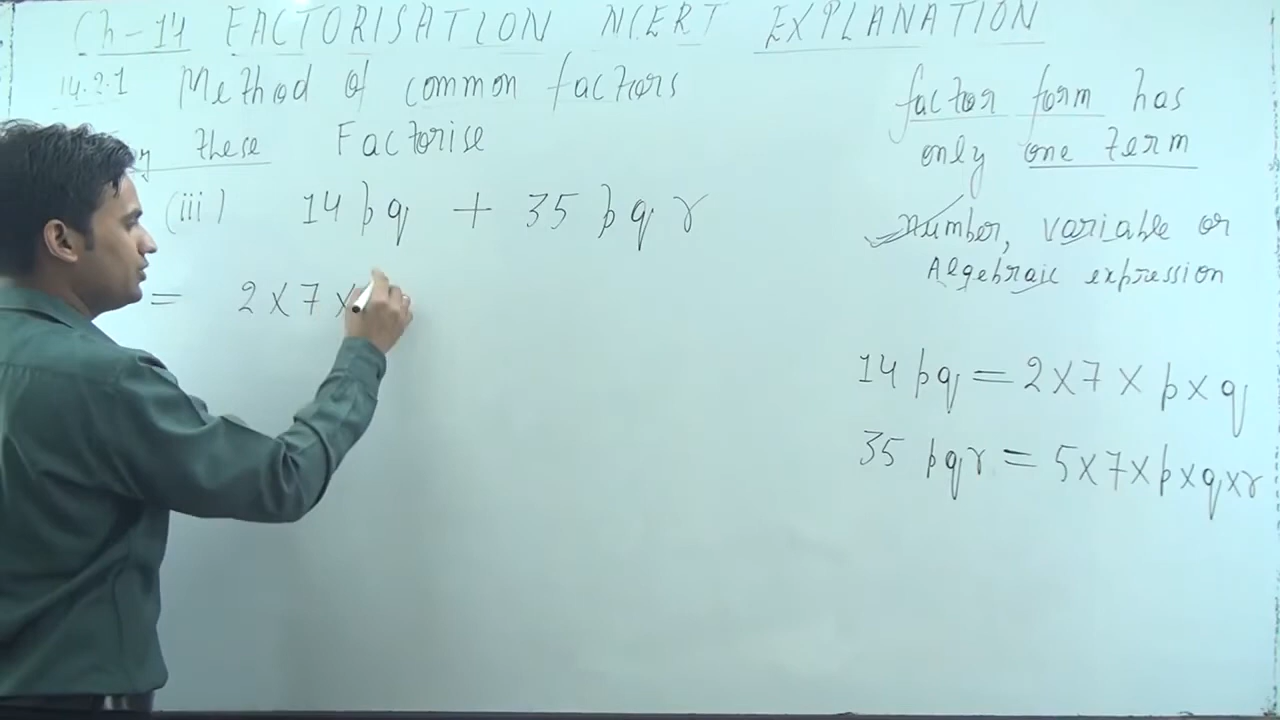 Ch-14 FACTORISATION NCERT EXPLANATION
14.2.1 Method of common factors
these Factorise
(iii) 14 pq + 35 pq r
= 2 X 7 X
factor form has
only one term
Number, variable or
Algebraic expression
14 pq = 2 X 7 X p X q
35 pqr = 5 X 7 X p X q X r